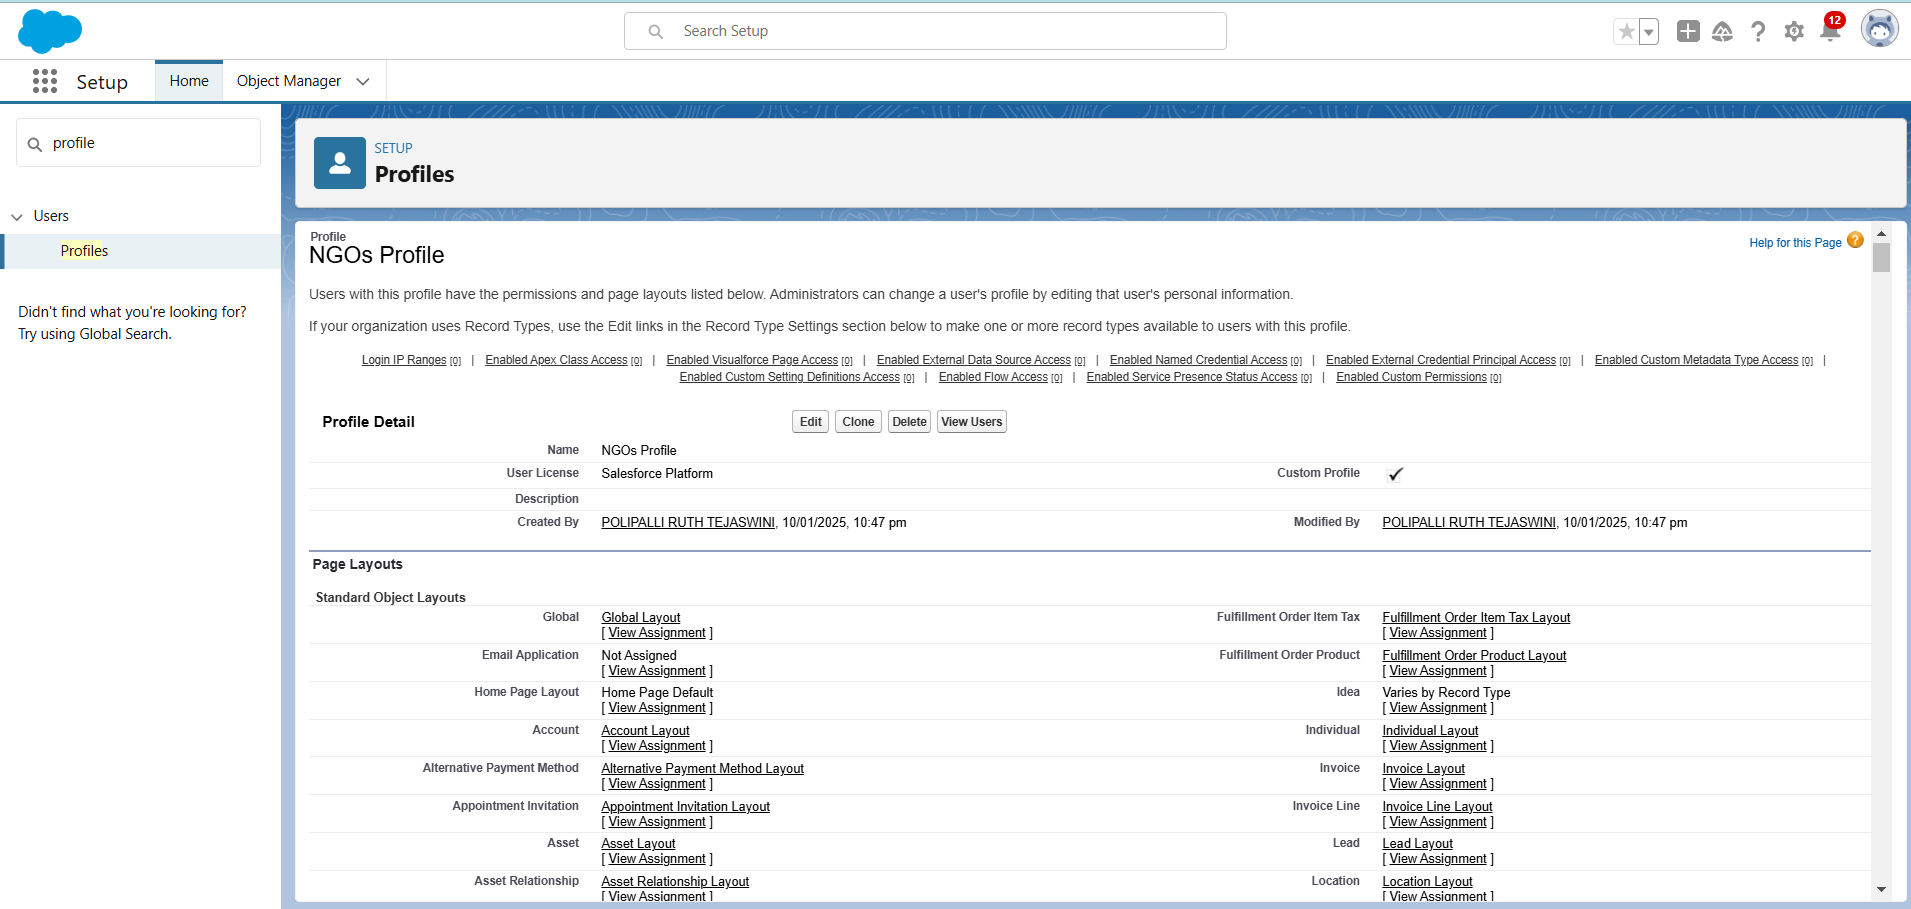 Search Setup
12
Setup
Home
Object Manager
profile
Users
Profiles
Didn't find what you're looking for?
Try using Global Search.
SETUP
Profiles
Profile
NGOs Profile
Help for this Page ?
Users with this profile have the permissions and page layouts listed below. Administrators can change a user's profile by editing that user's personal information.
If your organization uses Record Types, use the Edit links in the Record Type Settings section below to make one or more record types available to users with this profile.
Login IP Ranges [0] | Enabled Apex Class Access [0] | Enabled Visualforce Page Access [0] | Enabled External Data Source Access [0] | Enabled Named Credential Access [0] | Enabled External Credential Principal Access [0] | Enabled Custom Metadata Type Access [0] |
Enabled Custom Setting Definitions Access [0] | Enabled Flow Access [0] | Enabled Service Presence Status Access [0] | Enabled Custom Permissions [0]
Profile Detail Edit Clone Delete View Users
Name NGOs Profile
User License Salesforce Platform Custom Profile
Description
Created By POLIPALLI RUTH TEJASWINI, 10/01/2025, 10:47 pm Modified By POLIPALLI RUTH TEJASWINI, 10/01/2025, 10:47 pm
Page Layouts
Standard Object Layouts
Global Global Layout Fulfillment Order Item Tax Fulfillment Order Item Tax Layout
[ View Assignment ] [ View Assignment ]
Email Application Not Assigned Fulfillment Order Product Fulfillment Order Product Layout
[ View Assignment ] [ View Assignment ]
Home Page Layout Home Page Default Idea Varies by Record Type
[ View Assignment ] [ View Assignment ]
Account Account Layout Individual Individual Layout
[ View Assignment ] [ View Assignment ]
Alternative Payment Method Alternative Payment Method Layout Invoice Invoice Layout
[ View Assignment ] [ View Assignment ]
Appointment Invitation Appointment Invitation Layout Invoice Line Invoice Line Layout
[ View Assignment ] [ View Assignment ]
Asset Asset Layout Lead Lead Layout
[ View Assignment ] [ View Assignment ]
Asset Relationship Asset Relationship Layout Location Location Layout
[ View Assignment ] [ View Assignment ]